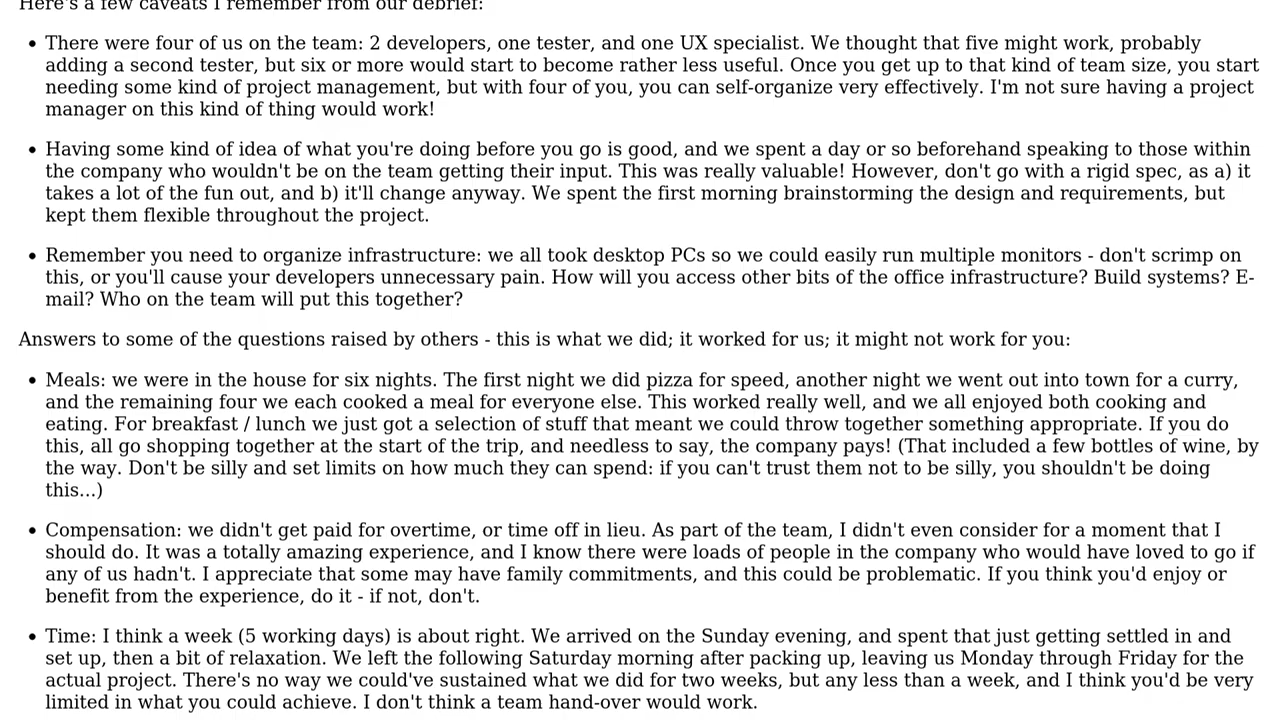 Here's a few caveats I remember from our debrief:
• There were four of us on the team: 2 developers, one tester, and one UX specialist. We thought that five might work, probably
adding a second tester, but six or more would start to become rather less useful. Once you get up to that kind of team size, you start
needing some kind of project management, but with four of you, you can self-organize very effectively. I'm not sure having a project
manager on this kind of thing would work!
• Having some kind of idea of what you're doing before you go is good, and we spent a day or so beforehand speaking to those within
the company who wouldn't be on the team getting their input. This was really valuable! However, don't go with a rigid spec, as a) it
takes a lot of the fun out, and b) it'll change anyway. We spent the first morning brainstorming the design and requirements, but
kept them flexible throughout the project.
• Remember you need to organize infrastructure: we all took desktop PCs so we could easily run multiple monitors - don't scrimp on
this, or you'll cause your developers unnecessary pain. How will you access other bits of the office infrastructure? Build systems? E-
mail? Who on the team will put this together?
Answers to some of the questions raised by others - this is what we did; it worked for us; it might not work for you:
• Meals: we were in the house for six nights. The first night we did pizza for speed, another night we went out into town for a curry,
and the remaining four we each cooked a meal for everyone else. This worked really well, and we all enjoyed both cooking and
eating. For breakfast / lunch we just got a selection of stuff that meant we could throw together something appropriate. If you do
this, all go shopping together at the start of the trip, and needless to say, the company pays! (That included a few bottles of wine, by
the way. Don't be silly and set limits on how much they can spend: if you can't trust them not to be silly, you shouldn't be doing
this...)
• Compensation: we didn't get paid for overtime, or time off in lieu. As part of the team, I didn't even consider for a moment that I
should do. It was a totally amazing experience, and I know there were loads of people in the company who would have loved to go if
any of us hadn't. I appreciate that some may have family commitments, and this could be problematic. If you think you'd enjoy or
benefit from the experience, do it - if not, don't.
• Time: I think a week (5 working days) is about right. We arrived on the Sunday evening, and spent that just getting settled in and
set up, then a bit of relaxation. We left the following Saturday morning after packing up, leaving us Monday through Friday for the
actual project. There's no way we could've sustained what we did for two weeks, but any less than a week, and I think you'd be very
limited in what you could achieve. I don't think a team hand-over would work.